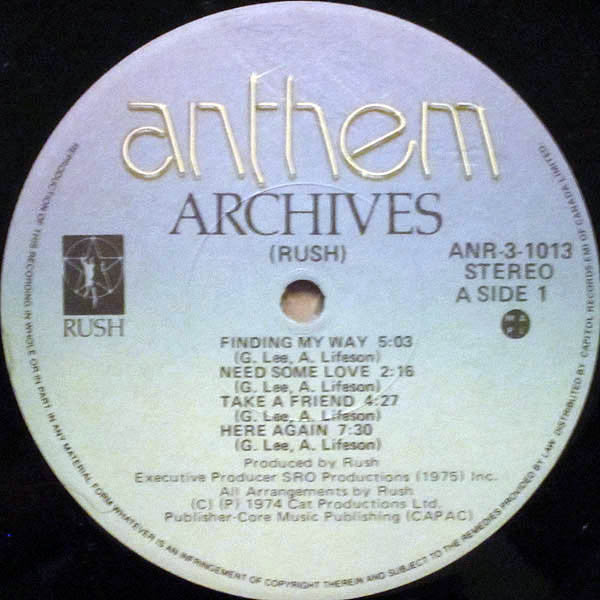 anthem
ARCHIVES
(RUSH)
RUSH
ANR-3-1013
STEREO
A SIDE 1
M A P L
FINDING MY WAY 5:03
(G. Lee, A. Lifeson)
NEED SOME LOVE 2:16
(G. Lee, A. Lifeson)
TAKE A FRIEND 4:27
(G. Lee, A. Lifeson)
HERE AGAIN 7:30
(G. Lee, A. Lifeson)
Produced by Rush
Executive Producer SRO Productions (1975) Inc.
All Arrangements by Rush
(C) (P) 1974 Cat Productions Ltd.
Publisher-Core Music Publishing (CAPAC)
REPRODUCTION OF THIS RECORDING IN WHOLE OR IN PART IN ANY MATERIAL FORM WHATEVER IS AN INFRINGEMENT OF COPYRIGHT THEREIN AND SUBJECT TO THE REMEDIES PROVIDED BY LAW. DISTRIBUTED BY CAPITOL RECORDS-EMI OF CANADA LIMITED.